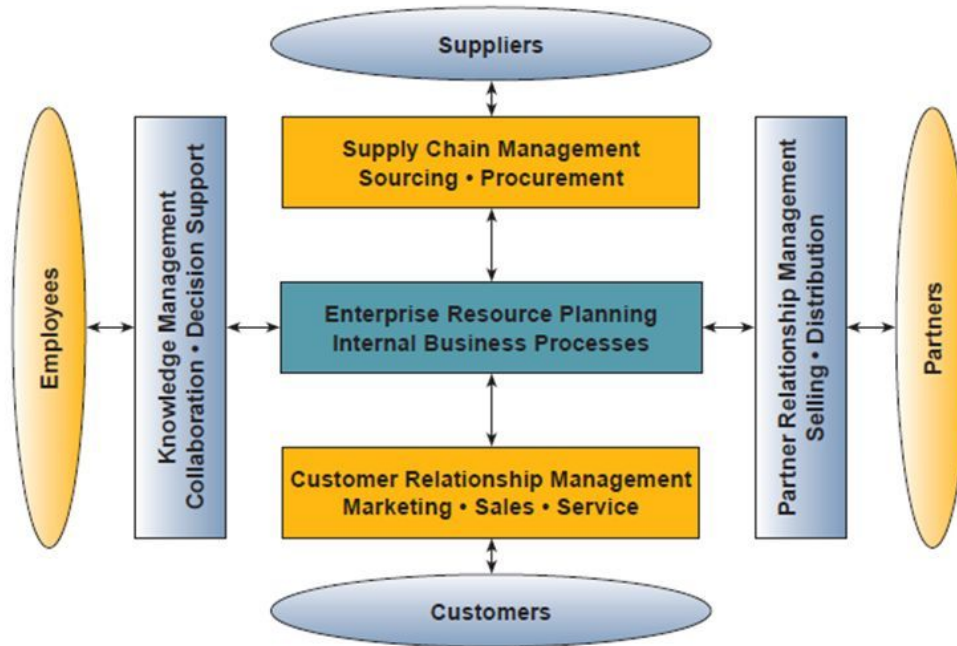 Suppliers
Supply Chain Management
Sourcing • Procurement
Employees
Knowledge Management
Collaboration • Decision Support
Enterprise Resource Planning
Internal Business Processes
Partner Relationship Management
Selling • Distribution
Partners
Customer Relationship Management
Marketing • Sales • Service
Customers